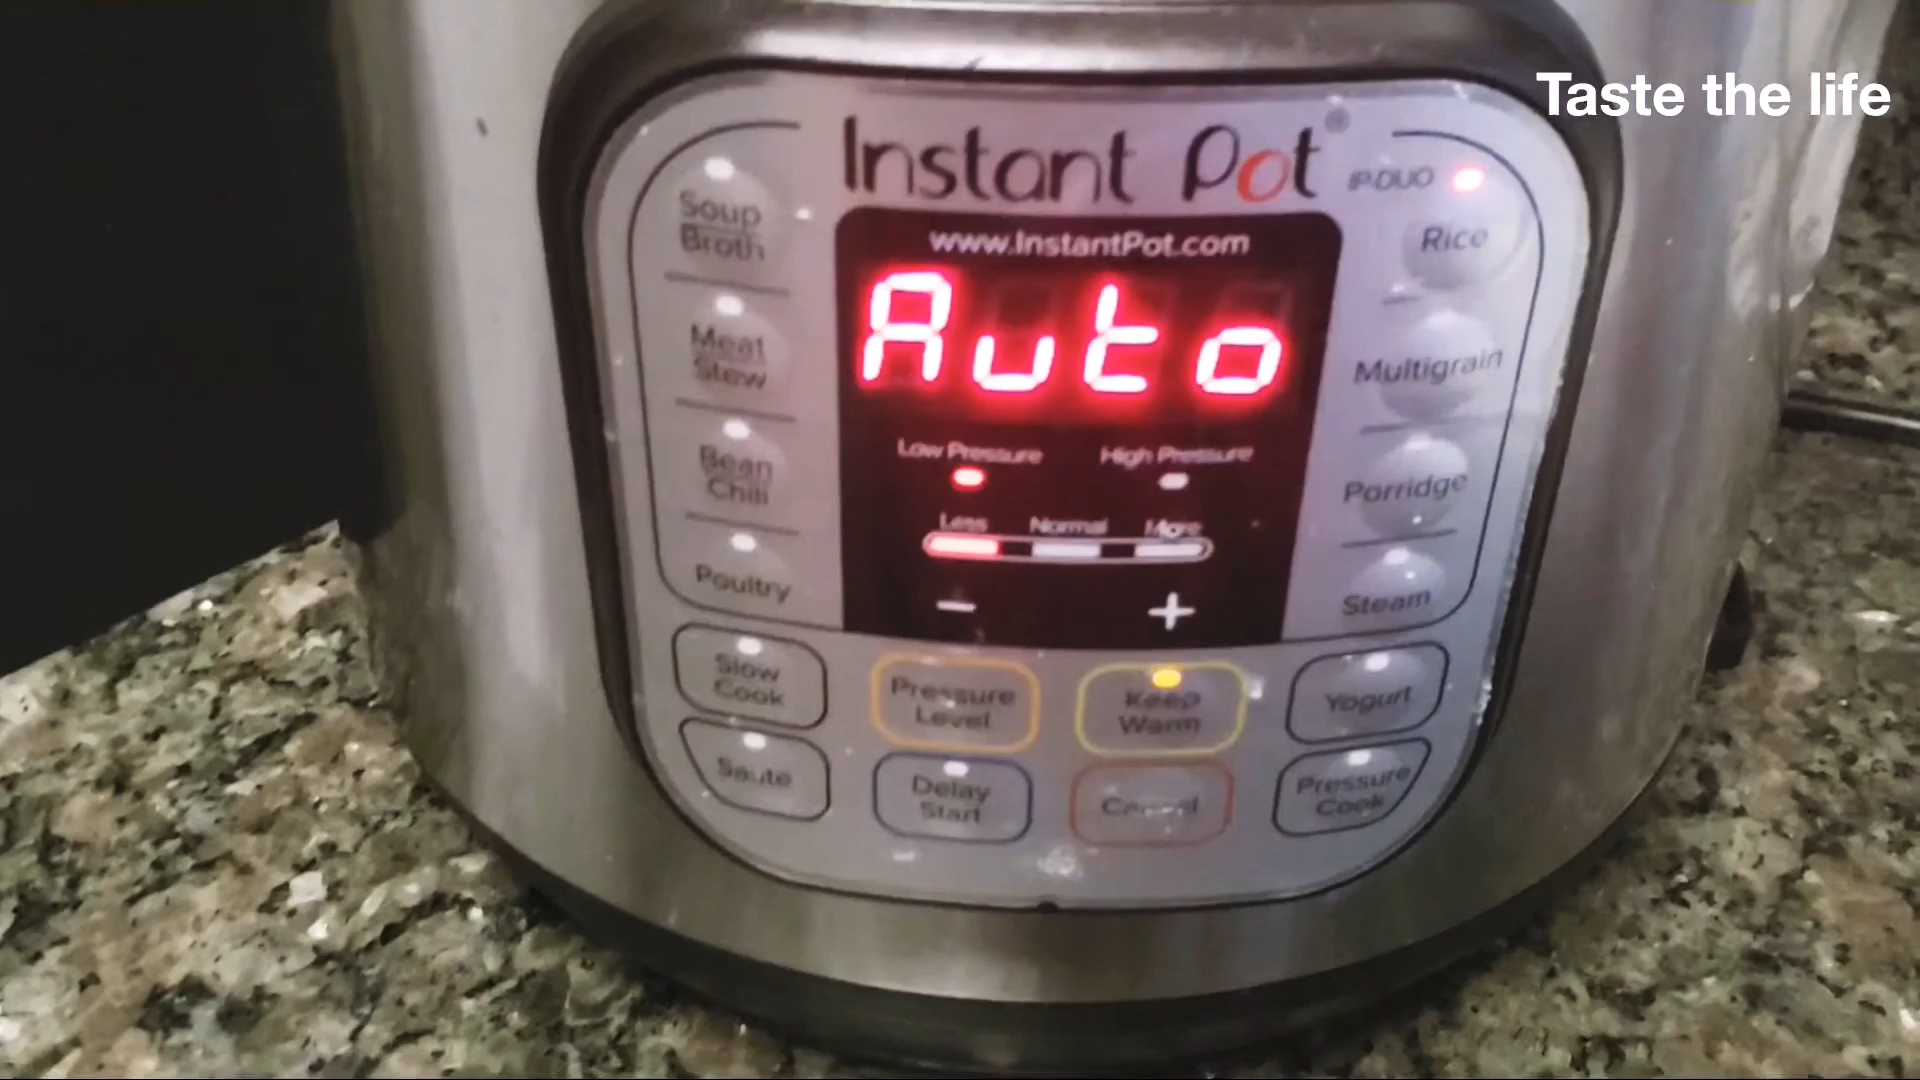 Taste the life
Instant Pot
IP-DUO
www.InstantPot.com
Auto
Low Pressure
High Pressure
Less
Normal
More
−
+
Soup
Broth
Meat
Stew
Bean
Chili
Poultry
Slow
Cook
Saute
Pressure
Level
Delay
Start
Keep
Warm
Cancel
Rice
Multigrain
Porridge
Steam
Yogurt
Pressure
Cook